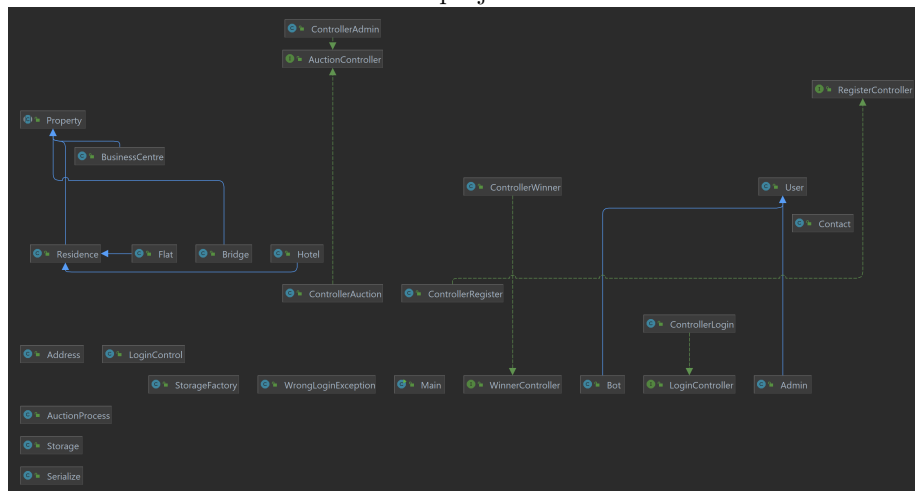 ControllerAdmin
AuctionController
RegisterController
Property
BusinessCentre
ControllerWinner
User
Contact
Residence
Flat
Bridge
Hotel
ControllerAuction
ControllerRegister
ControllerLogin
Address
LoginControl
StorageFactory
WrongLoginException
Main
WinnerController
Bot
LoginController
Admin
AuctionProcess
Storage
Serialize